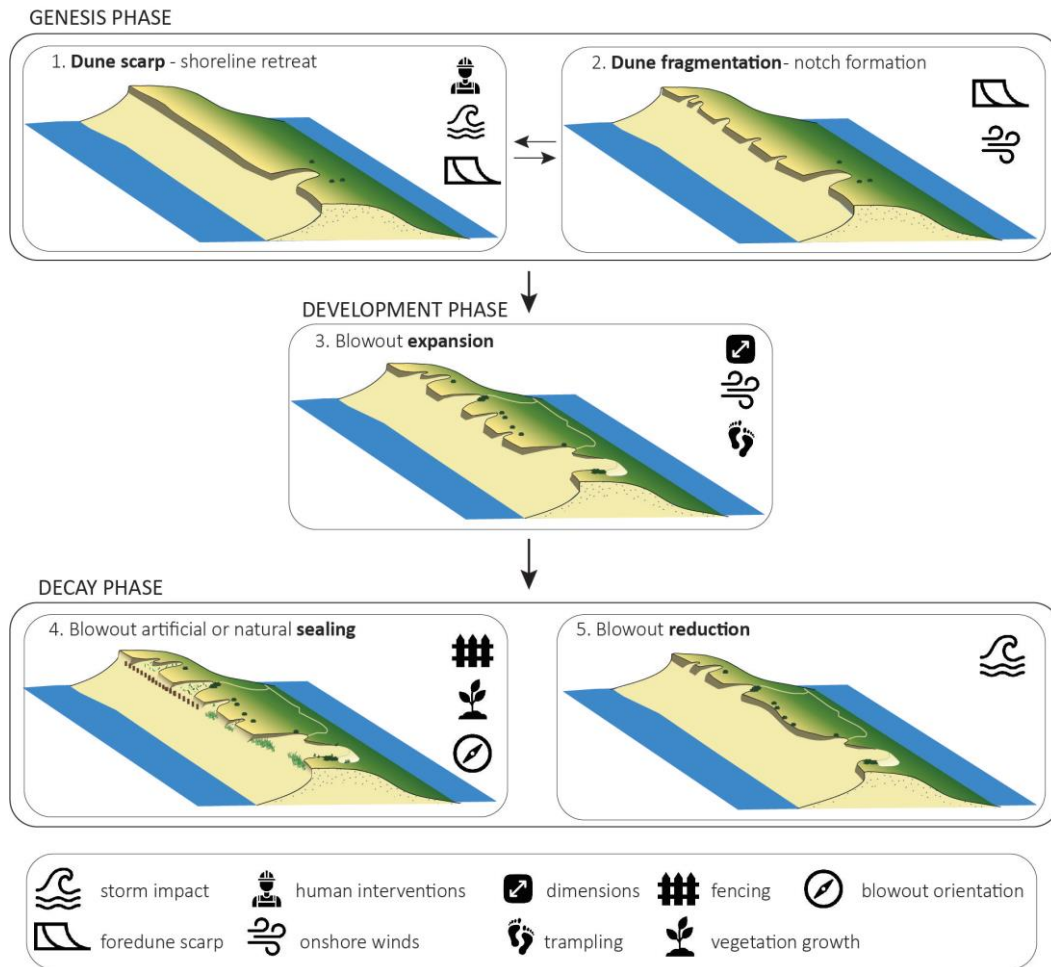 GENESIS PHASE
1. Dune scarp - shoreline retreat
2. Dune fragmentation- notch formation
DEVELOPMENT PHASE
3. Blowout expansion
DECAY PHASE
4. Blowout artificial or natural sealing
5. Blowout reduction
storm impact
human interventions
dimensions
fencing
blowout orientation
foredune scarp
onshore winds
trampling
vegetation growth